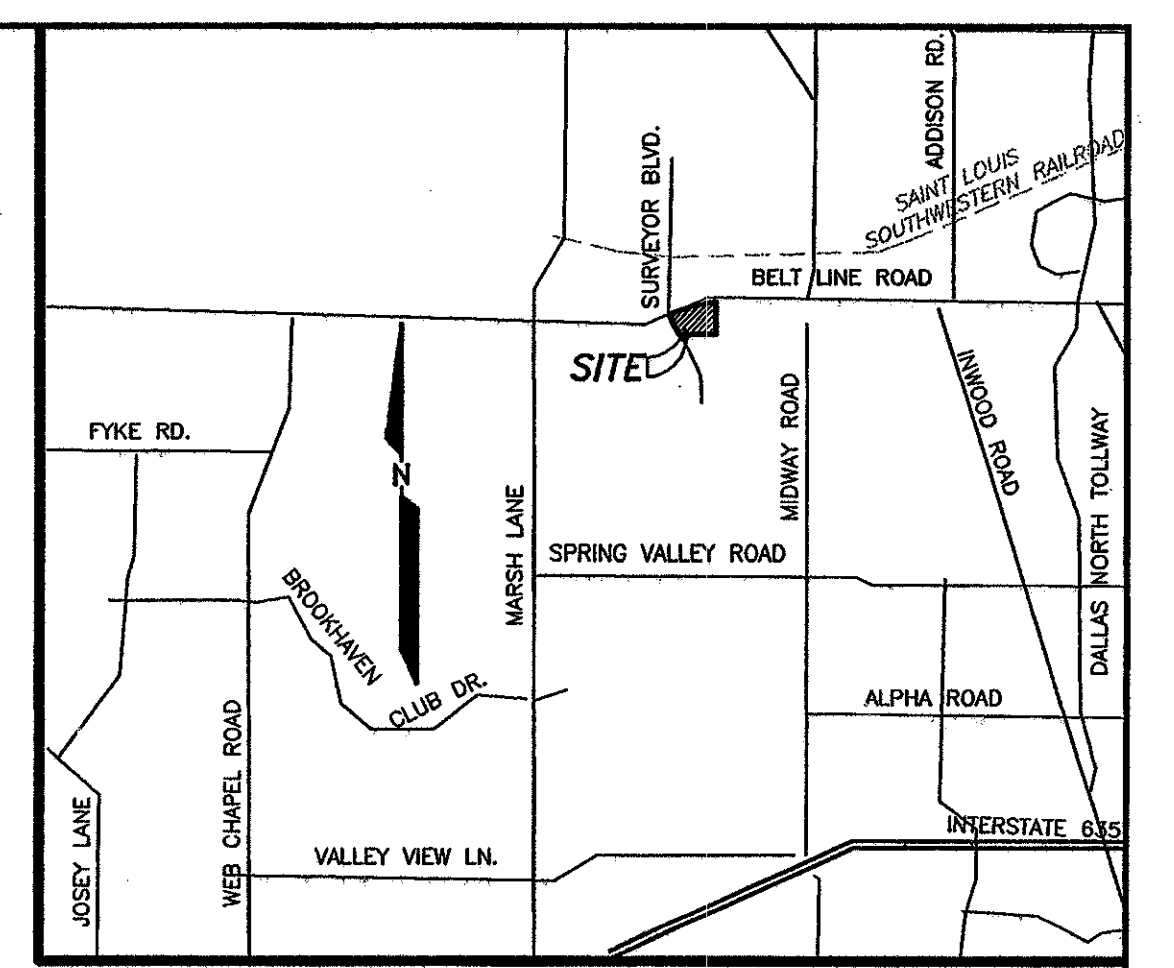 ADDISON RD.
SURVEYOR BLVD.
SAINT LOUIS
SOUTHWESTERN RAILROAD
BELT LINE ROAD
SITE
FYKE RD.
N
MARSH LANE
MIDWAY ROAD
INWOOD ROAD
DALLAS NORTH TOLLWAY
SPRING VALLEY ROAD
BROOKHAVEN
CLUB DR.
ALPHA ROAD
WEB CHAPEL ROAD
JOSEY LANE
VALLEY VIEW LN.
INTERSTATE 635